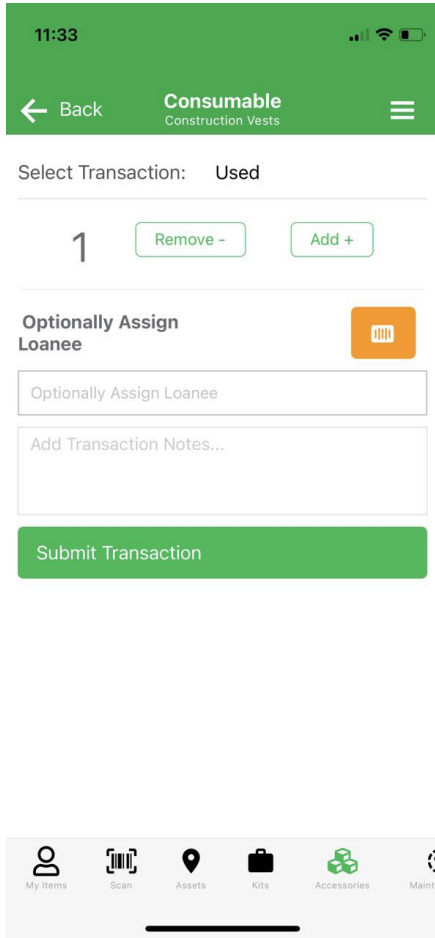 11:33
Back
Consumable
Construction Vests
Select Transaction: Used
1 Remove - Add +
Optionally Assign
Loanee
Optionally Assign Loanee
Add Transaction Notes...
Submit Transaction
My Items Scan Assets Kits Accessories Maint